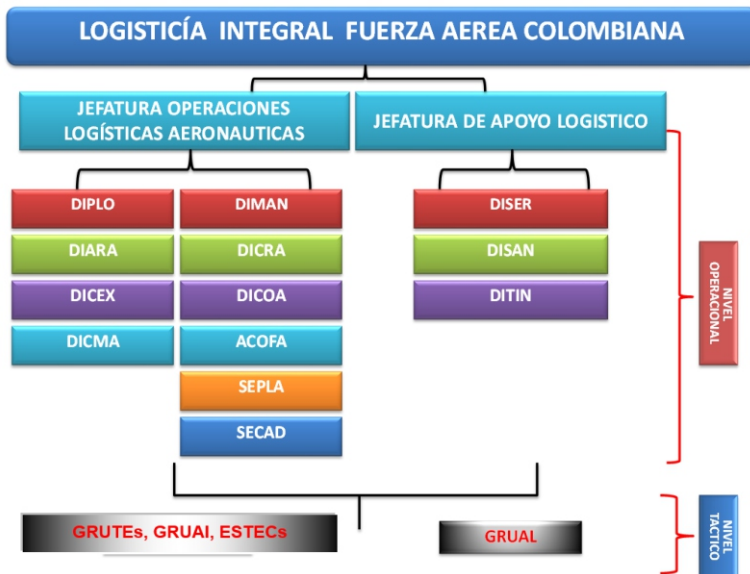 LOGISTICÍA INTEGRAL FUERZA AEREA COLOMBIANA
JEFATURA OPERACIONES
LOGÍSTICAS AERONAUTICAS
JEFATURA DE APOYO LOGISTICO
DIPLO
DIMAN
DISER
DIARA
DICRA
DISAN
DICEX
DICOA
DITIN
DICMA
ACOFA
SEPLA
SECAD
NIVEL
OPERACIONAL
GRUTEs, GRUAI, ESTECs
GRUAL
NIVEL
TACTICO